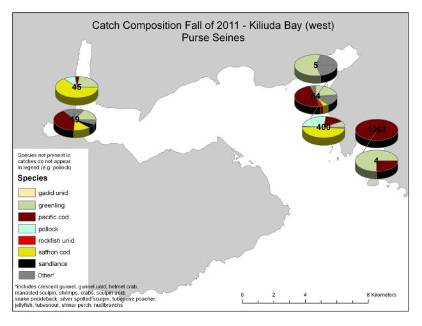 Catch Composition Fall of 2011 - Kiliuda Bay (west)
Purse Seines
5
45
44
19
400
1263
4
Species not present in
catches do not appear
in legend (e.g. pollock)
Species
gadid unid
greenling
pacific cod
pollock
rockfish unid
saffron cod
sandlance
Other*
*Includes crescent gunnel, gunnel unid, helmet crab,
manacled sculpin, shrimps, crabs, sculpin unid,
snake prickleback, silver spotted sculpin, tubenose poacher,
jellyfish, tubesnout, shiner perch, nudibranchs
0 2 4 8 Kilometers